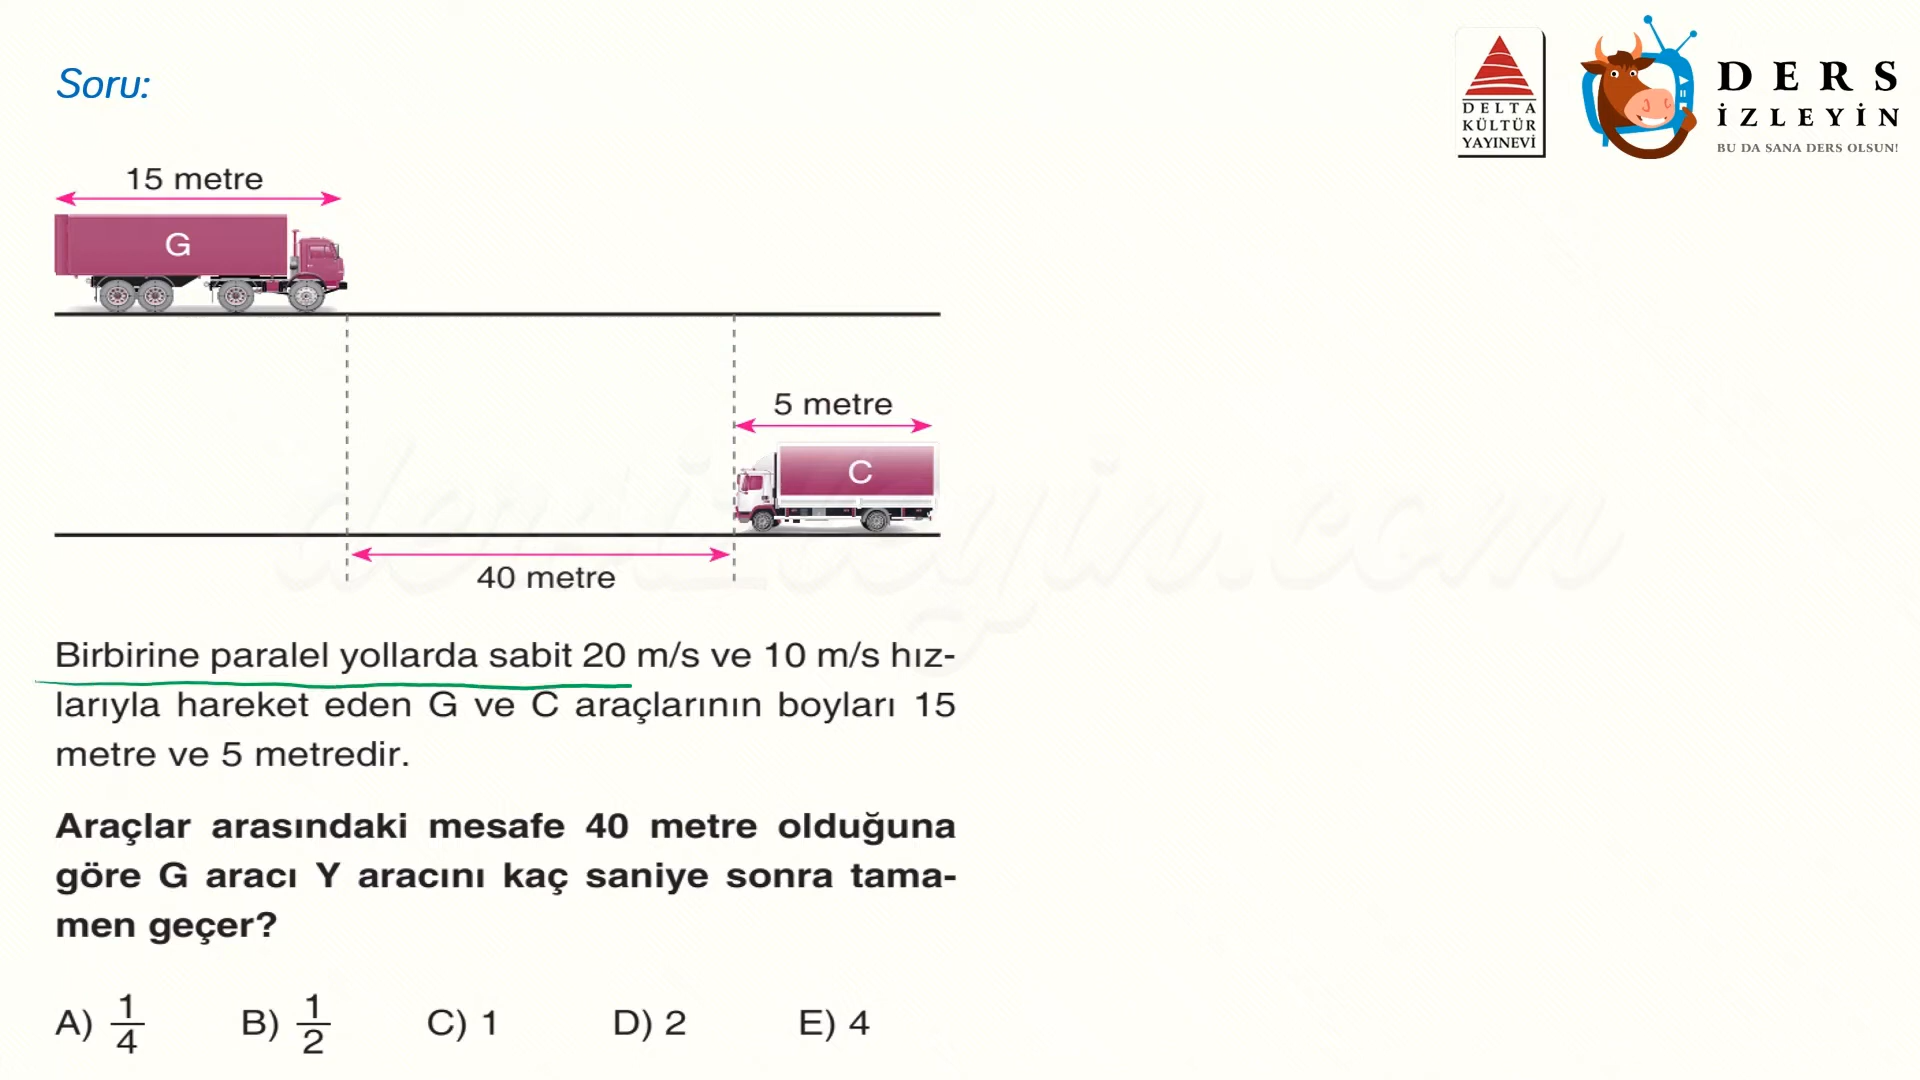 Soru:
DELTA
KÜLTÜR
YAYINEVİ
DERS
İZLEYİN
BU DA SANA DERS OLSUN!
15 metre
G
5 metre
C
40 metre
dersizleyin.com
Birbirine paralel yollarda sabit 20 m/s ve 10 m/s hız-
larıyla hareket eden G ve C araçlarının boyları 15
metre ve 5 metredir.
Araçlar arasındaki mesafe 40 metre olduğuna
göre G aracı Y aracını kaç saniye sonra tama-
men geçer?
A) 1/4 B) 1/2 C) 1 D) 2 E) 4